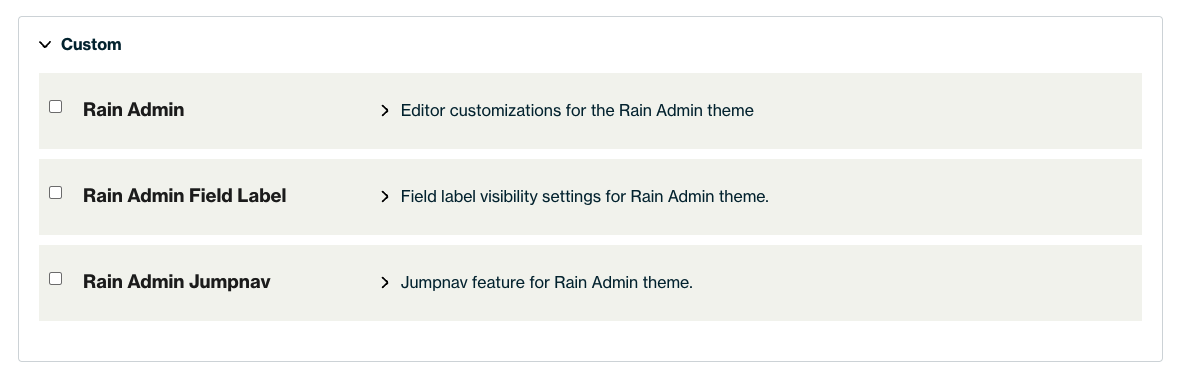 Custom
Rain Admin
Editor customizations for the Rain Admin theme
Rain Admin Field Label
Field label visibility settings for Rain Admin theme.
Rain Admin Jumpnav
Jumpnav feature for Rain Admin theme.